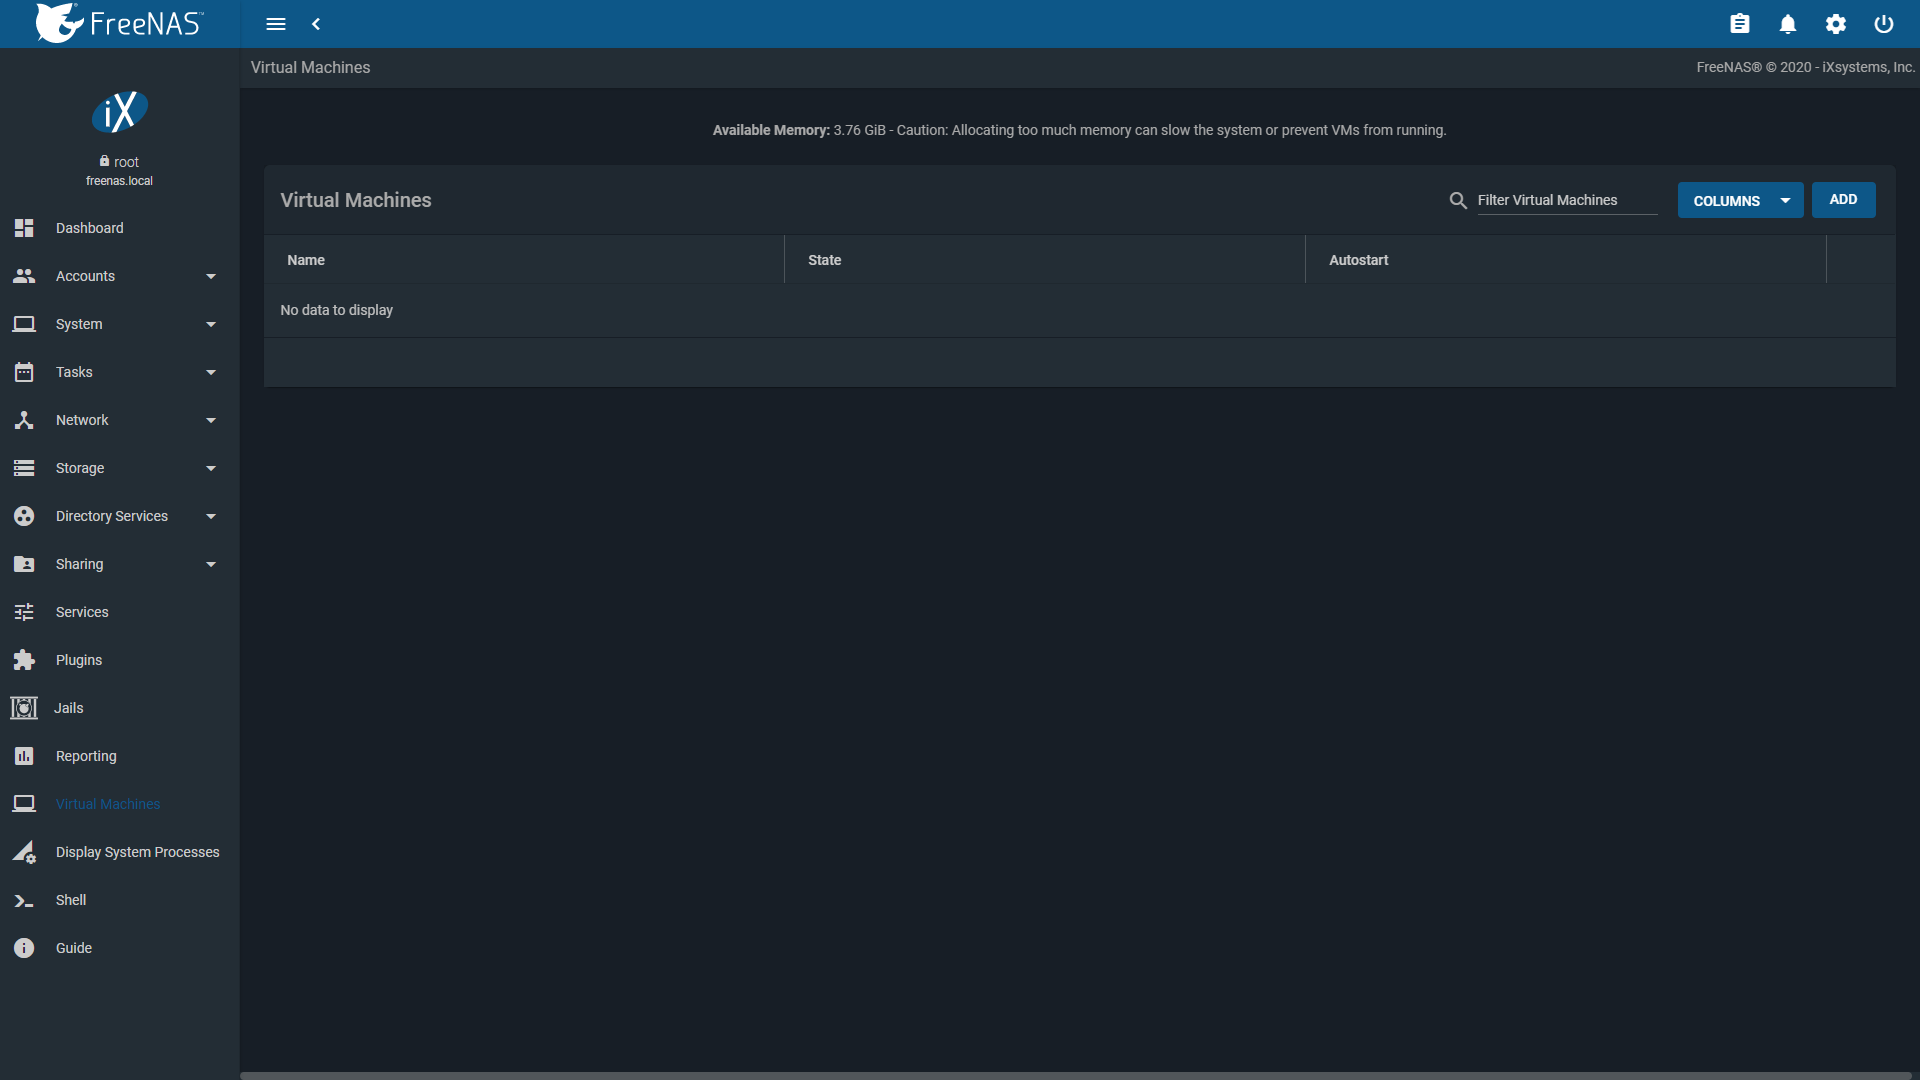 FreeNAS™
Virtual Machines
FreeNAS® © 2020 - iXsystems, Inc.
iX
root
freenas.local
Dashboard
Accounts
System
Tasks
Network
Storage
Directory Services
Sharing
Services
Plugins
Jails
Reporting
Virtual Machines
Display System Processes
Shell
Guide
Available Memory: 3.76 GiB - Caution: Allocating too much memory can slow the system or prevent VMs from running.
Virtual Machines
Filter Virtual Machines
COLUMNS
ADD
Name
State
Autostart
No data to display